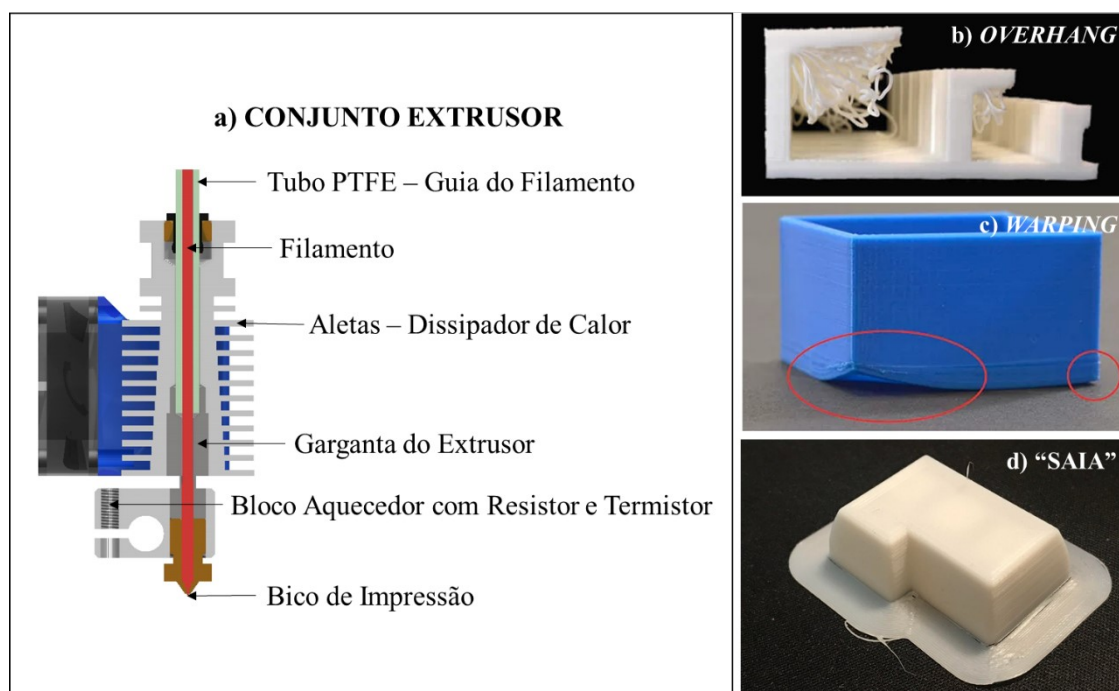 a) CONJUNTO EXTRUSOR
Tubo PTFE – Guia do Filamento
Filamento
Aletas – Dissipador de Calor
Garganta do Extrusor
Bloco Aquecedor com Resistor e Termistor
Bico de Impressão
b) OVERHANG
c) WARPING
d) “SAIA”